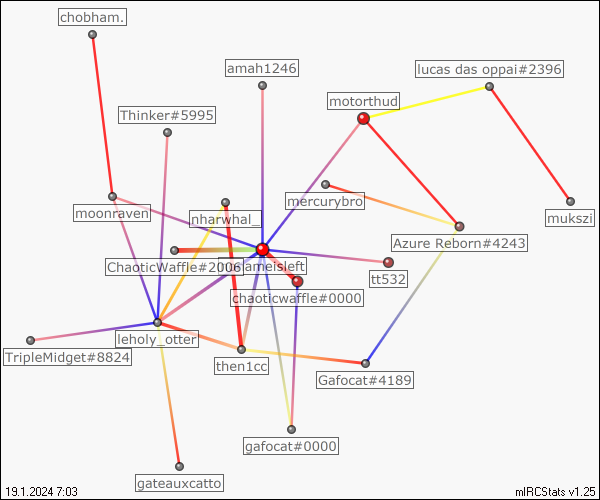 chobham.
amah1246
lucas das oppai#2396
motorthud
Thinker#5995
mercurybro
moonraven
nharwhal_
mukszi
Azure Reborn#4243
ChaoticWaffle#2006
tt532
chaoticwaffle#0000
leholy_otter
TripleMidget#8824
then1cc
Gafocat#4189
gafocat#0000
gateauxcatto
19.1.2024 7:03
mIRCStats v1.25